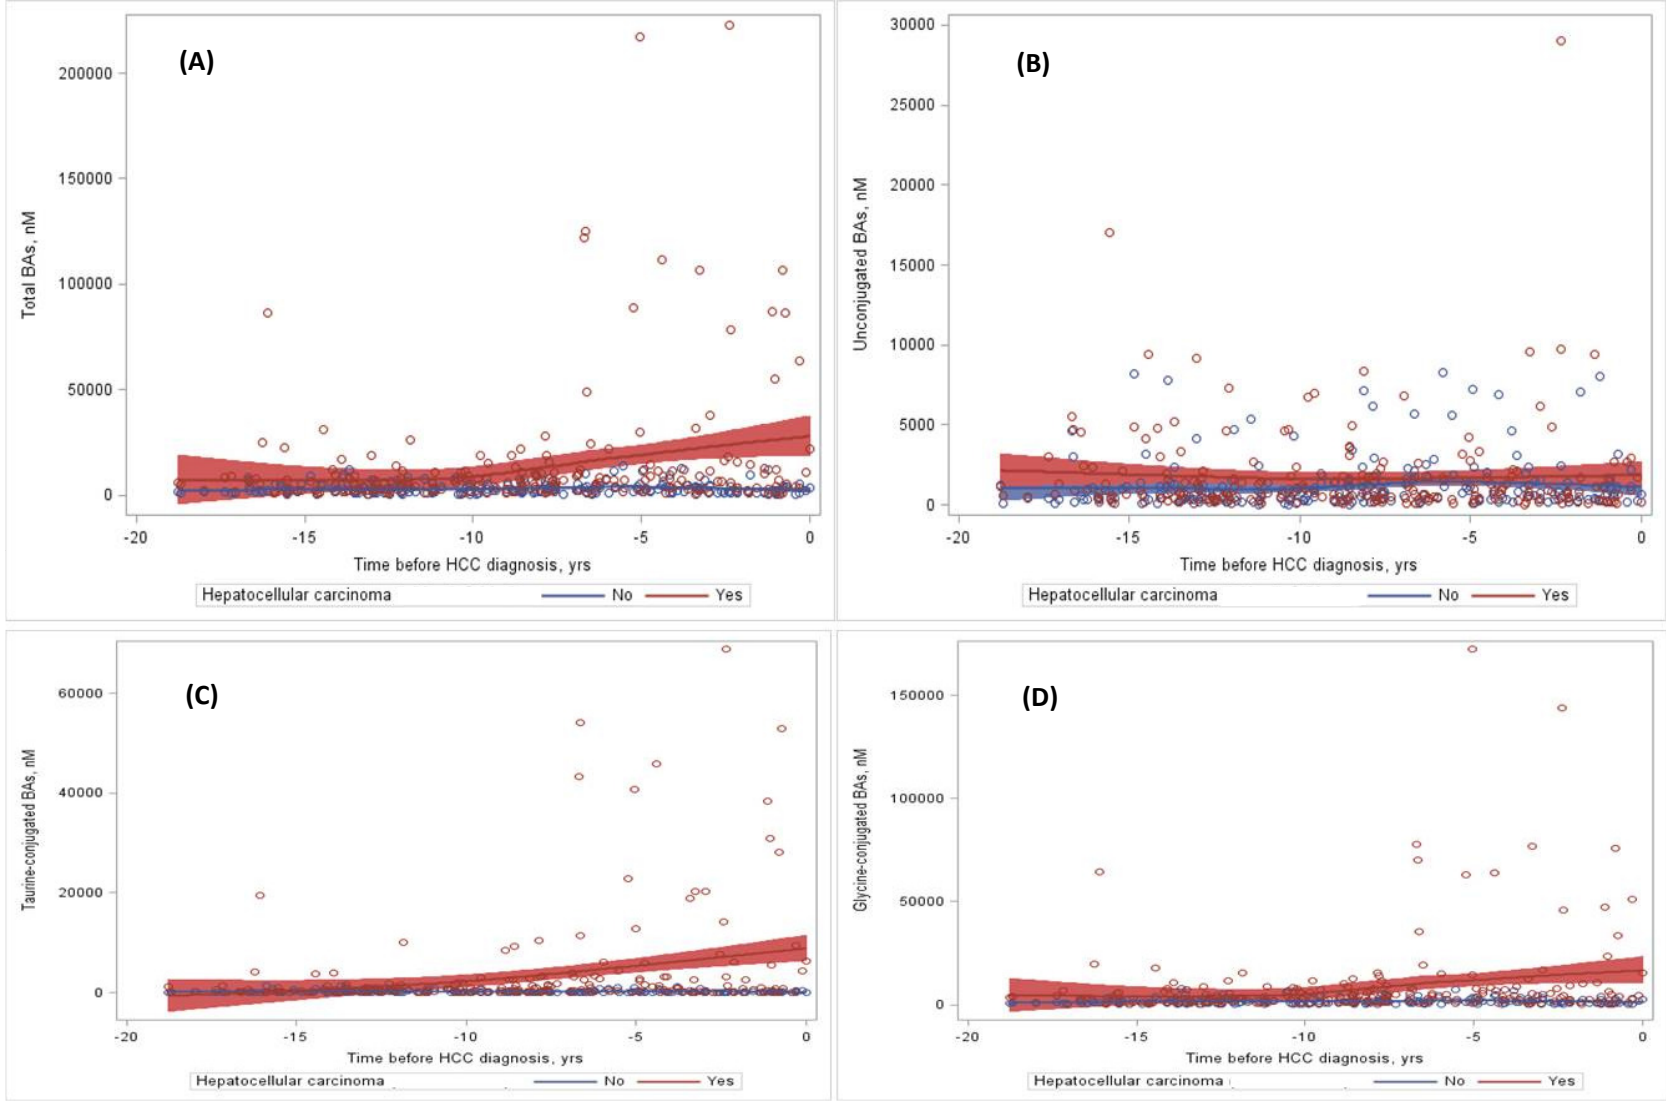 (A)
Total BAs, nM
200000
150000
100000
50000
0
-20 -15 -10 -5 0
Time before HCC diagnosis, yrs
Hepatocellular carcinoma No Yes
(B)
Unconjugated BAs, nM
30000
25000
20000
15000
10000
5000
0
-20 -15 -10 -5 0
Time before HCC diagnosis, yrs
Hepatocellular carcinoma No Yes
(C)
Taurine-conjugated BAs, nM
60000
40000
20000
0
-20 -15 -10 -5 0
Time before HCC diagnosis, yrs
Hepatocellular carcinoma No Yes
(D)
Glycine-conjugated BAs, nM
150000
100000
50000
0
-20 -15 -10 -5 0
Time before HCC diagnosis, yrs
Hepatocellular carcinoma No Yes